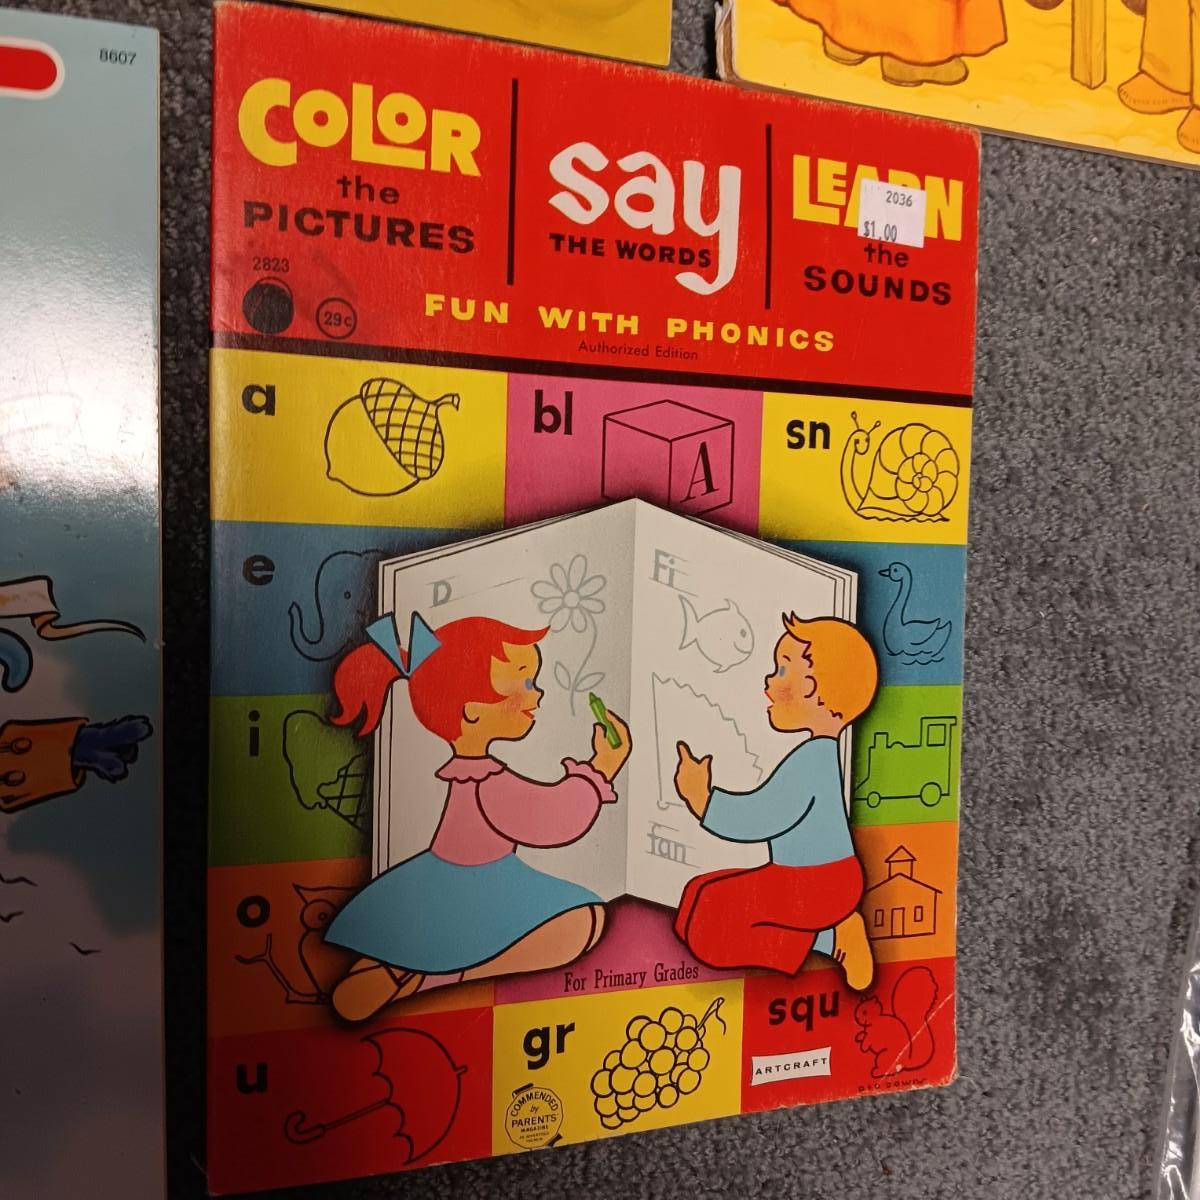 8607
COLOR
the
PICTURES
say
THE WORDS
LEARN
the
SOUNDS
2036
$1.00
2823
29¢
FUN WITH PHONICS
Authorized Edition
a
bl
A
sn
e
D
Fi
i
fan
o
For Primary Grades
u
gr
squ
ARTCRAFT
COMMENDED
by
PARENTS'
MAGAZINE